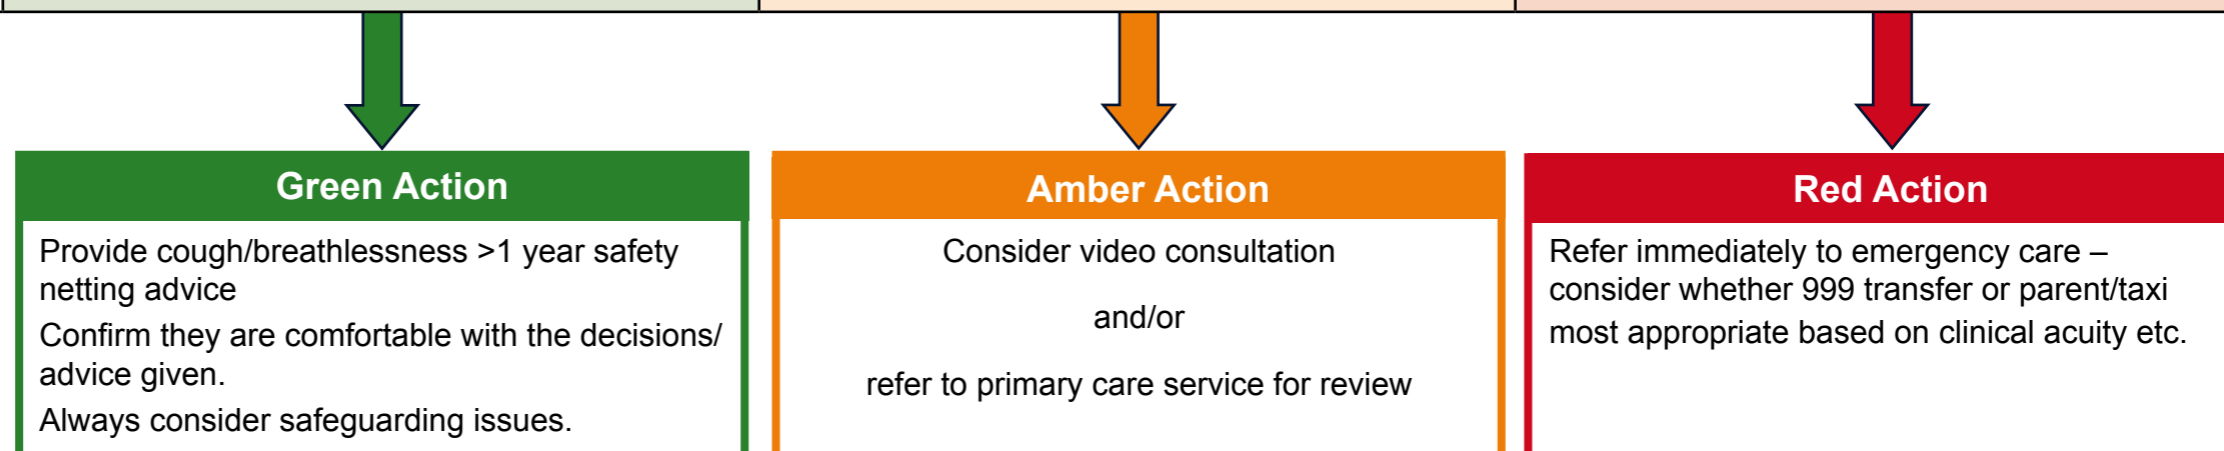 Green Action
Provide cough/breathlessness >1 year safety
netting advice
Confirm they are comfortable with the decisions/
advice given.
Always consider safeguarding issues.
Amber Action
Consider video consultation
and/or
refer to primary care service for review
Red Action
Refer immediately to emergency care –
consider whether 999 transfer or parent/taxi
most appropriate based on clinical acuity etc.